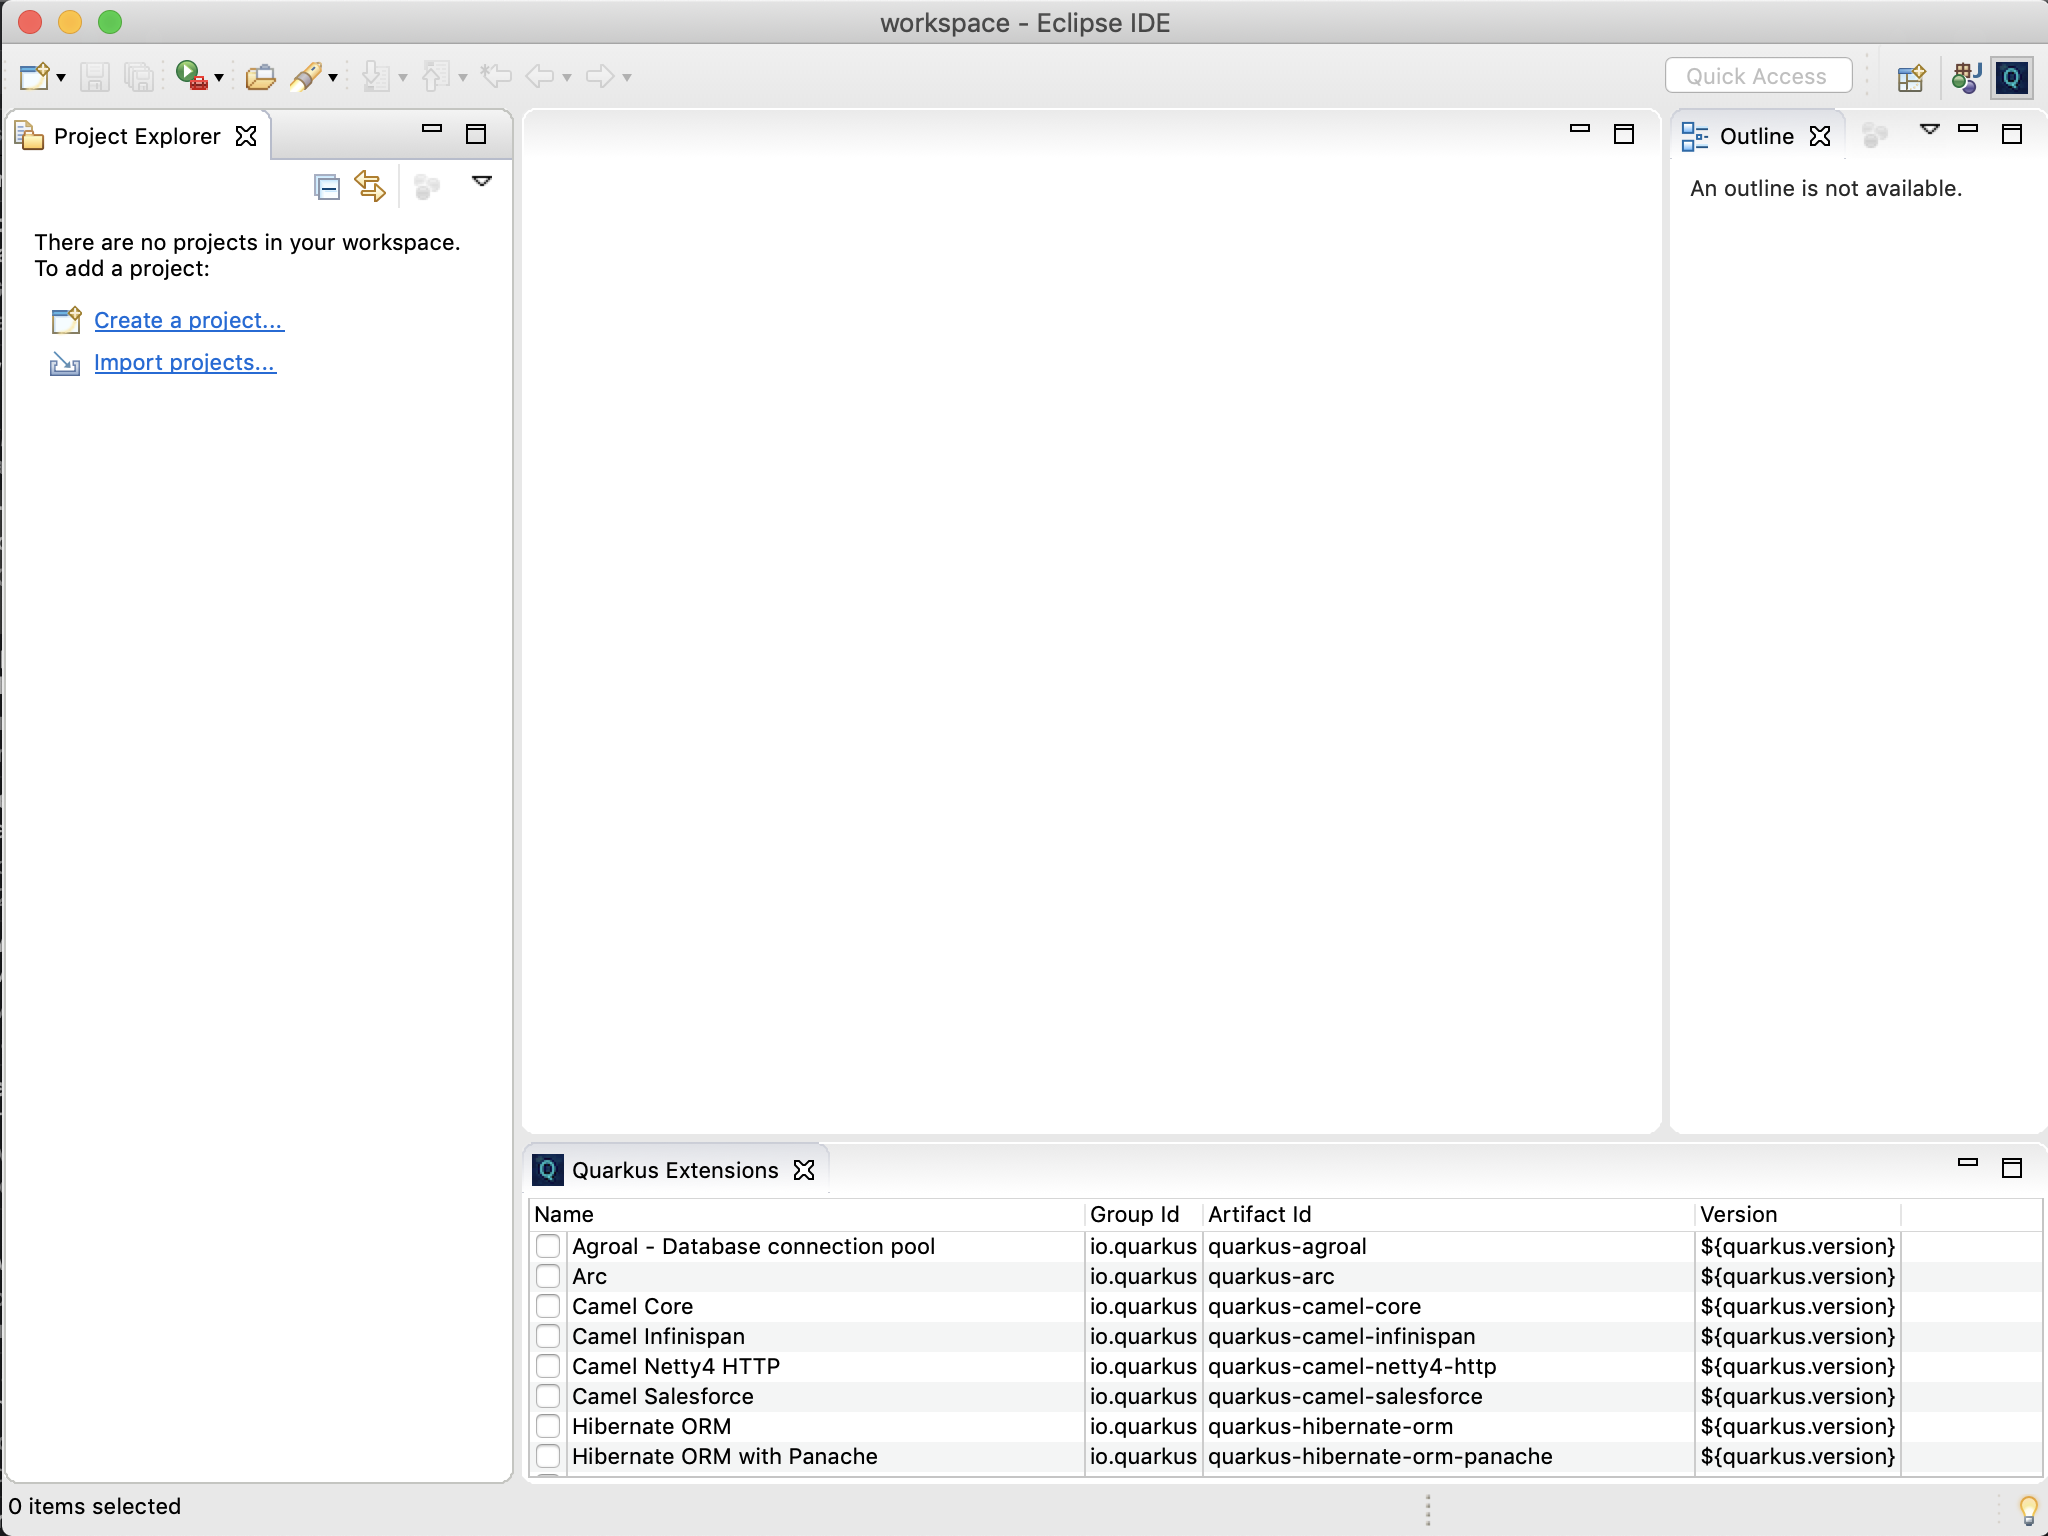 workspace - Eclipse IDE
Quick Access
Project Explorer
There are no projects in your workspace.
To add a project:
Create a project...
Import projects...
Outline
An outline is not available.
Quarkus Extensions
Name Group Id Artifact Id Version
Agroal - Database connection pool io.quarkus quarkus-agroal ${quarkus.version}
Arc io.quarkus quarkus-arc ${quarkus.version}
Camel Core io.quarkus quarkus-camel-core ${quarkus.version}
Camel Infinispan io.quarkus quarkus-camel-infinispan ${quarkus.version}
Camel Netty4 HTTP io.quarkus quarkus-camel-netty4-http ${quarkus.version}
Camel Salesforce io.quarkus quarkus-camel-salesforce ${quarkus.version}
Hibernate ORM io.quarkus quarkus-hibernate-orm ${quarkus.version}
Hibernate ORM with Panache io.quarkus quarkus-hibernate-orm-panache ${quarkus.version}
0 items selected